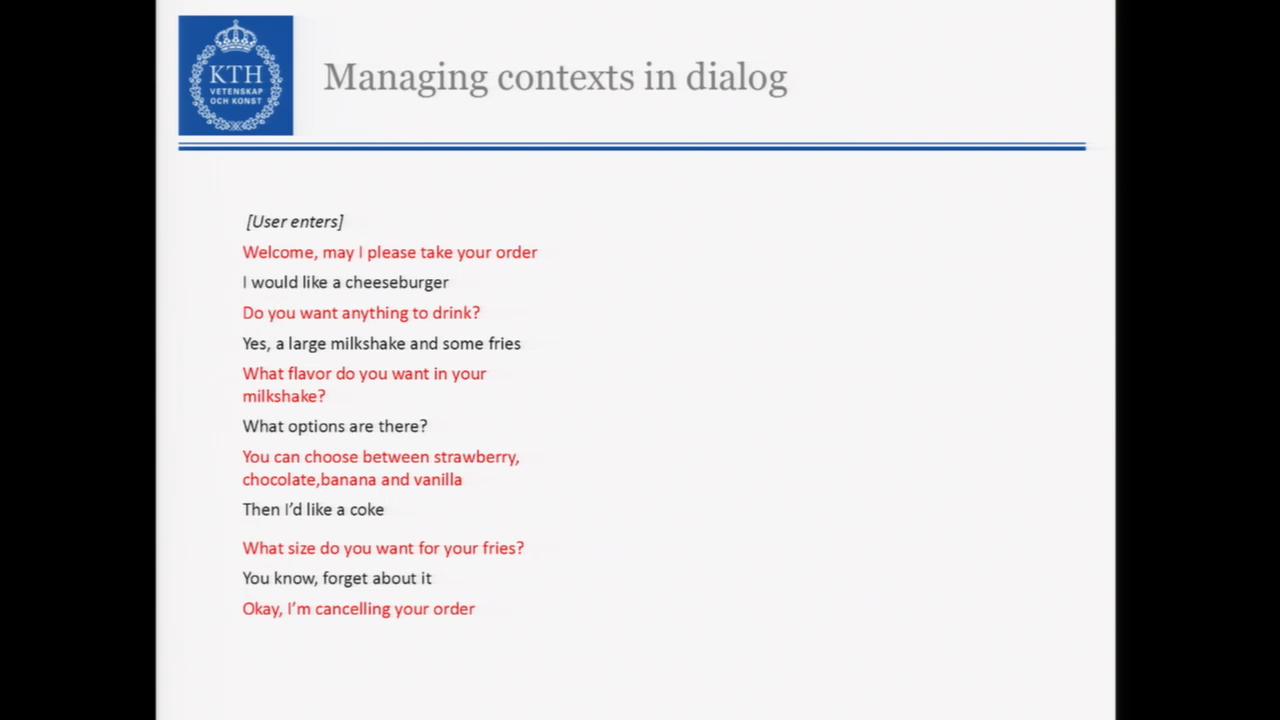 KTH
VETENSKAP
OCH KONST
Managing contexts in dialog
[User enters]
Welcome, may I please take your order
I would like a cheeseburger
Do you want anything to drink?
Yes, a large milkshake and some fries
What flavor do you want in your
milkshake?
What options are there?
You can choose between strawberry,
chocolate,banana and vanilla
Then I’d like a coke
What size do you want for your fries?
You know, forget about it
Okay, I’m cancelling your order